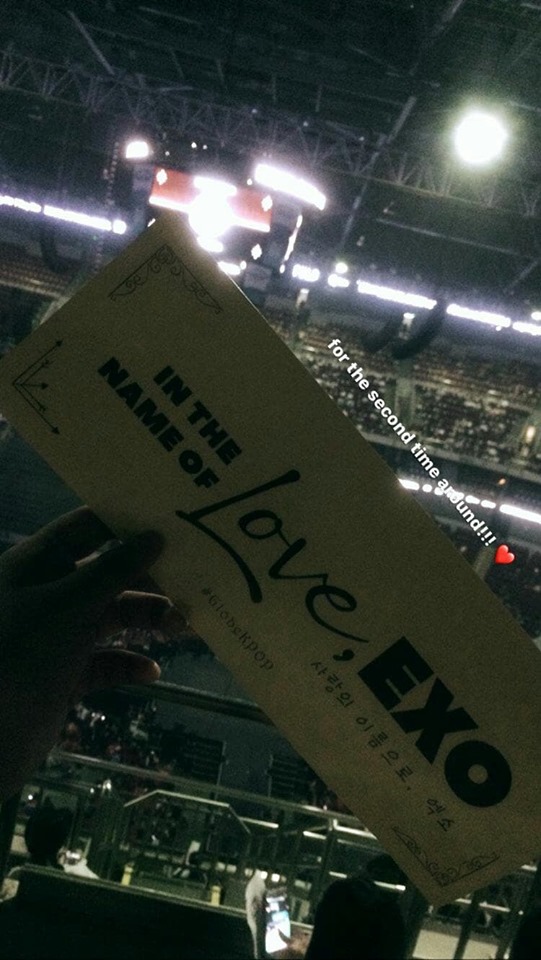 for the second time around!!! ❤️
IN THE
NAME OF
Love, EXO
#GlobeKpop
사랑의 이름으로, 엑소